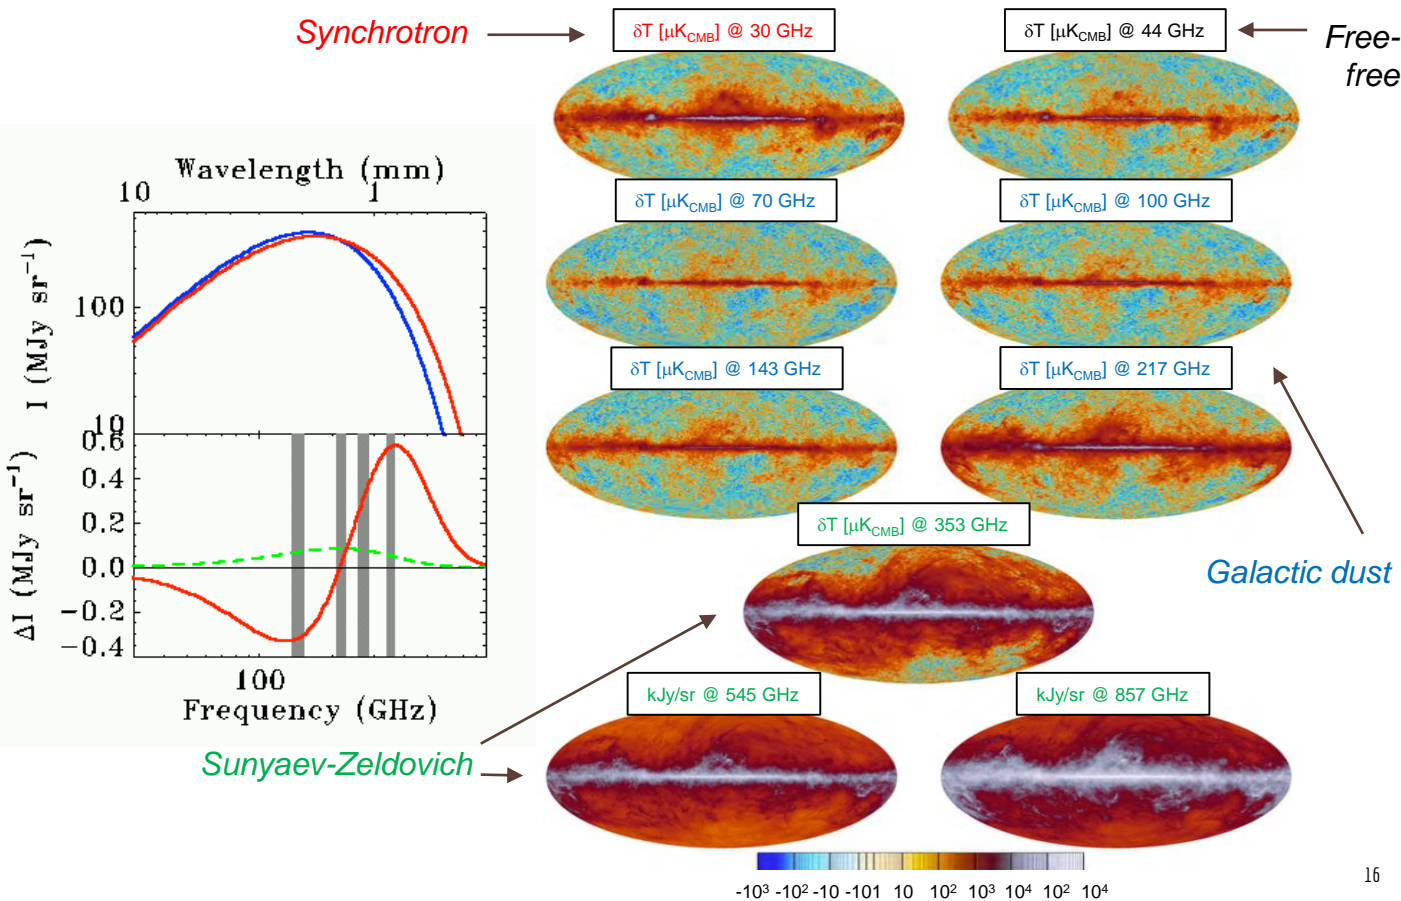 Synchrotron
δT [μK_CMB] @ 30 GHz
δT [μK_CMB] @ 44 GHz
Free-
free
Wavelength (mm)
10 1
I (MJy sr⁻¹)
100
10
δT [μK_CMB] @ 70 GHz
δT [μK_CMB] @ 100 GHz
δT [μK_CMB] @ 143 GHz
δT [μK_CMB] @ 217 GHz
ΔI (MJy sr⁻¹)
0.6
0.4
0.2
0.0
−0.2
−0.4
100
Frequency (GHz)
δT [μK_CMB] @ 353 GHz
Galactic dust
Sunyaev-Zeldovich
kJy/sr @ 545 GHz
kJy/sr @ 857 GHz
-10³ -10² -10 -101 10 10² 10³ 10⁴ 10² 10⁴
16